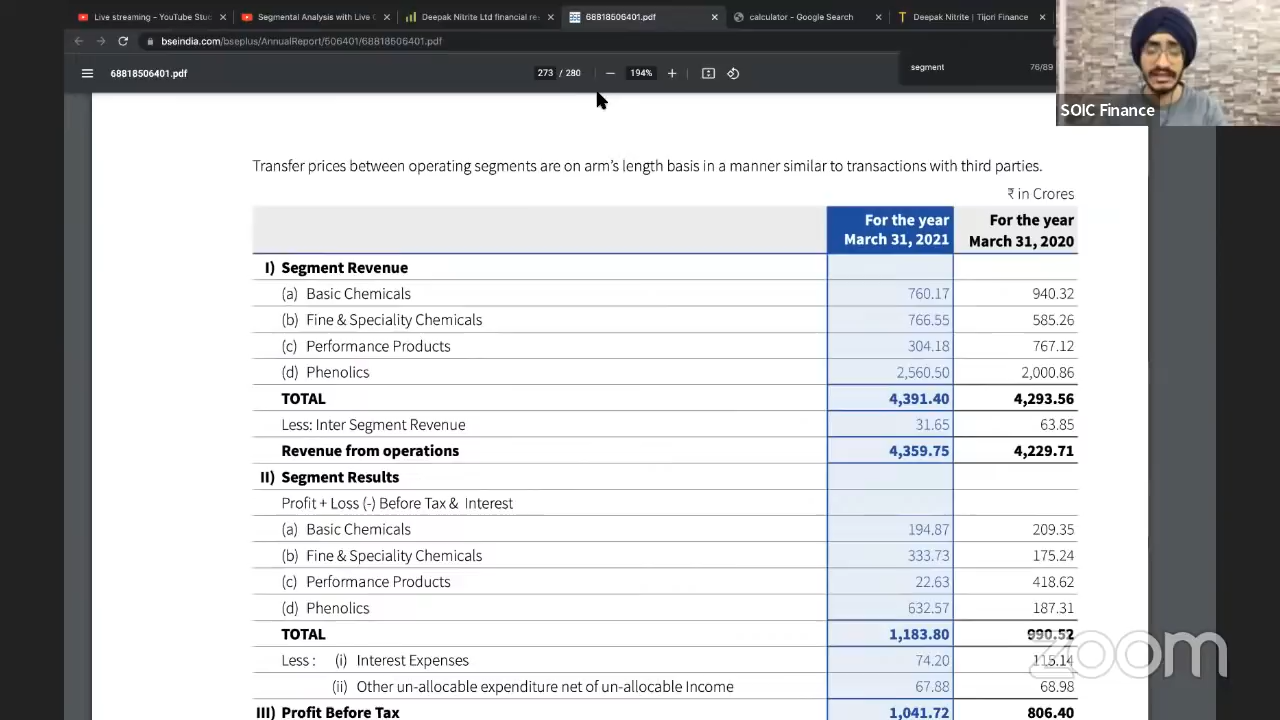 Live streaming - YouTube Stud
Segmental Analysis with Live C
Deepak Nitrite Ltd financial res
68818506401.pdf
calculator - Google Search
Deepak Nitrite | Tijori Finance
bseindia.com/bseplus/AnnualReport/506401/68818506401.pdf
68818506401.pdf
273 / 280
194%
segment
76/89
SOIC Finance
Transfer prices between operating segments are on arm's length basis in a manner similar to transactions with third parties.
₹ in Crores
For the year March 31, 2021 For the year March 31, 2020
I) Segment Revenue
(a) Basic Chemicals 760.17 940.32
(b) Fine & Speciality Chemicals 766.55 585.26
(c) Performance Products 304.18 767.12
(d) Phenolics 2,560.50 2,000.86
TOTAL 4,391.40 4,293.56
Less: Inter Segment Revenue 31.65 63.85
Revenue from operations 4,359.75 4,229.71
II) Segment Results
Profit + Loss (-) Before Tax & Interest
(a) Basic Chemicals 194.87 209.35
(b) Fine & Speciality Chemicals 333.73 175.24
(c) Performance Products 22.63 418.62
(d) Phenolics 632.57 187.31
TOTAL 1,183.80 990.52
Less : (i) Interest Expenses 74.20 115.14
(ii) Other un-allocable expenditure net of un-allocable Income 67.88 68.98
III) Profit Before Tax 1,041.72 806.40
zoom